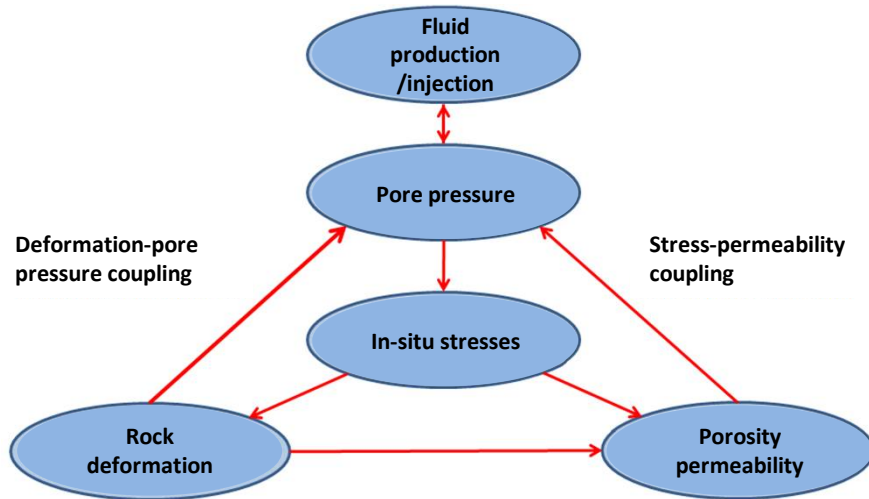 Fluid
production
/injection
Pore pressure
Deformation-pore
pressure coupling
Stress-permeability
coupling
In-situ stresses
Rock
deformation
Porosity
permeability